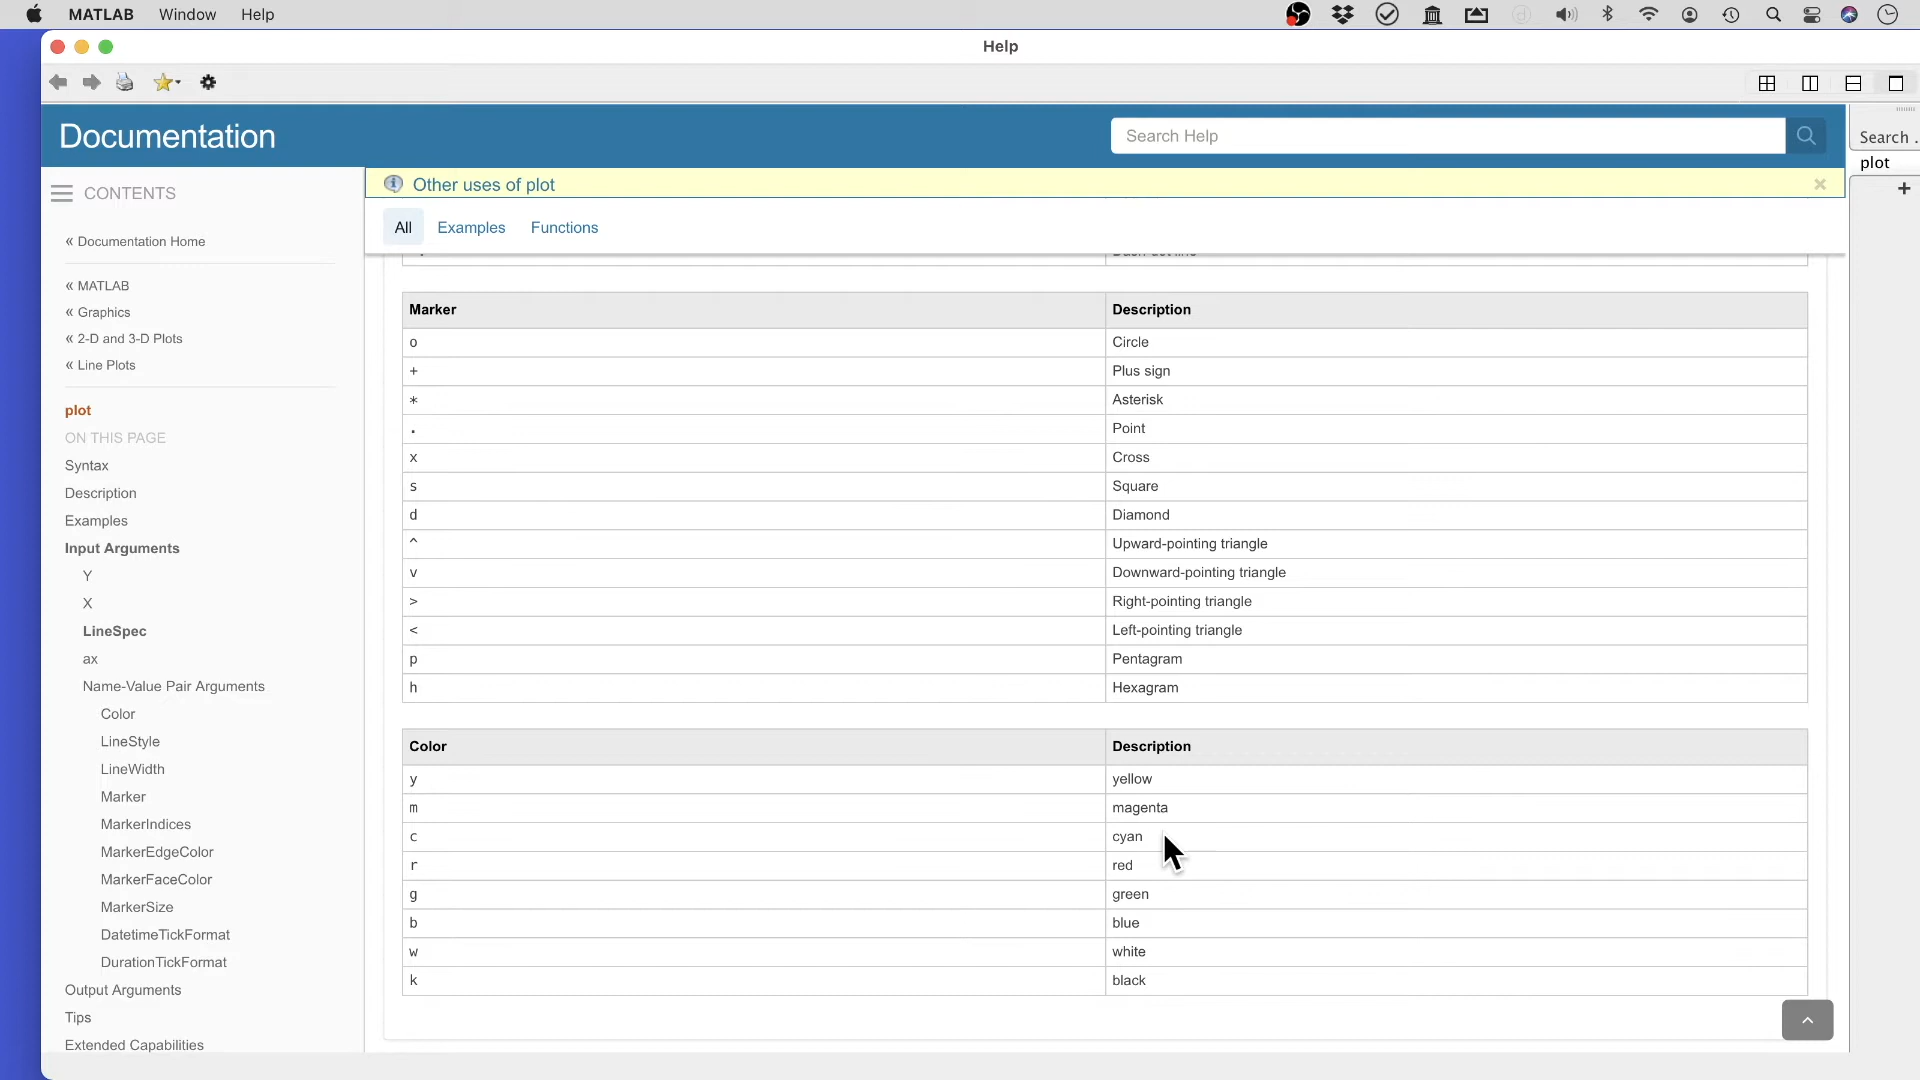 MATLAB Window Help
Help
Documentation
Search Help
Search .
plot
+
CONTENTS
« Documentation Home
« MATLAB
« Graphics
« 2-D and 3-D Plots
« Line Plots
plot
ON THIS PAGE
Syntax
Description
Examples
Input Arguments
Y
X
LineSpec
ax
Name-Value Pair Arguments
Color
LineStyle
LineWidth
Marker
MarkerIndices
MarkerEdgeColor
MarkerFaceColor
MarkerSize
DatetimeTickFormat
DurationTickFormat
Output Arguments
Tips
Extended Capabilities
Other uses of plot ×
All Examples Functions
Marker Description
o Circle
+ Plus sign
* Asterisk
. Point
x Cross
s Square
d Diamond
^ Upward-pointing triangle
v Downward-pointing triangle
> Right-pointing triangle
< Left-pointing triangle
p Pentagram
h Hexagram
Color Description
y yellow
m magenta
c cyan
r red
g green
b blue
w white
k black